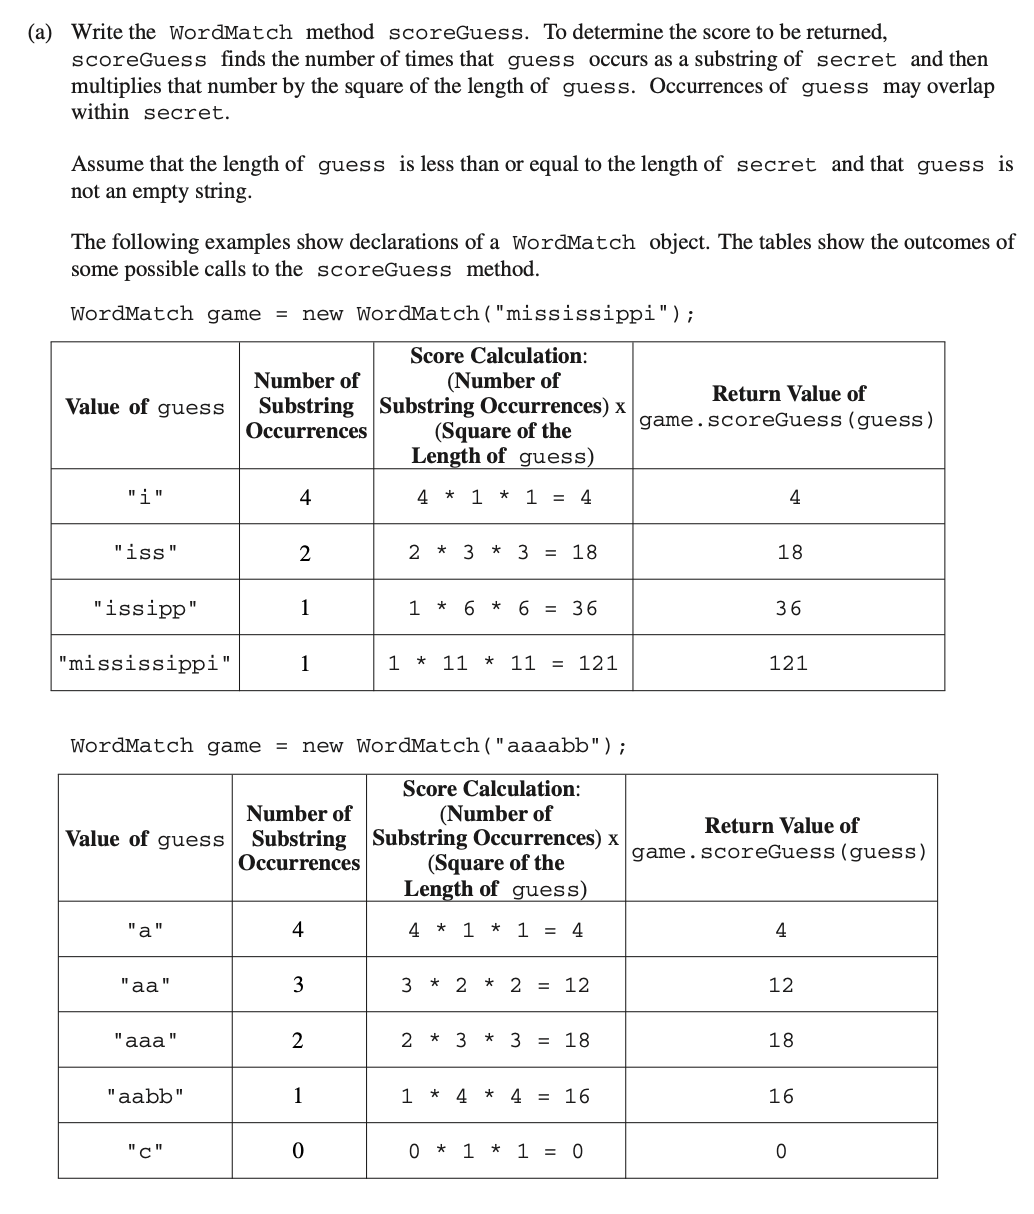 (a) Write the WordMatch method scoreGuess. To determine the score to be returned,
scoreGuess finds the number of times that guess occurs as a substring of secret and then
multiplies that number by the square of the length of guess. Occurrences of guess may overlap
within secret.
Assume that the length of guess is less than or equal to the length of secret and that guess is
not an empty string.
The following examples show declarations of a WordMatch object. The tables show the outcomes of
some possible calls to the scoreGuess method.
WordMatch game = new WordMatch("mississippi");
Value of guess
Number of
Substring
Occurrences
Score Calculation:
(Number of
Substring Occurrences) x
(Square of the
Length of guess)
Return Value of
game.scoreGuess(guess)
"i" 4 4 * 1 * 1 = 4 4
"iss" 2 2 * 3 * 3 = 18 18
"issipp" 1 1 * 6 * 6 = 36 36
"mississippi" 1 1 * 11 * 11 = 121 121
WordMatch game = new WordMatch("aaaabb");
Value of guess
Number of
Substring
Occurrences
Score Calculation:
(Number of
Substring Occurrences) x
(Square of the
Length of guess)
Return Value of
game.scoreGuess(guess)
"a" 4 4 * 1 * 1 = 4 4
"aa" 3 3 * 2 * 2 = 12 12
"aaa" 2 2 * 3 * 3 = 18 18
"aabb" 1 1 * 4 * 4 = 16 16
"c" 0 0 * 1 * 1 = 0 0